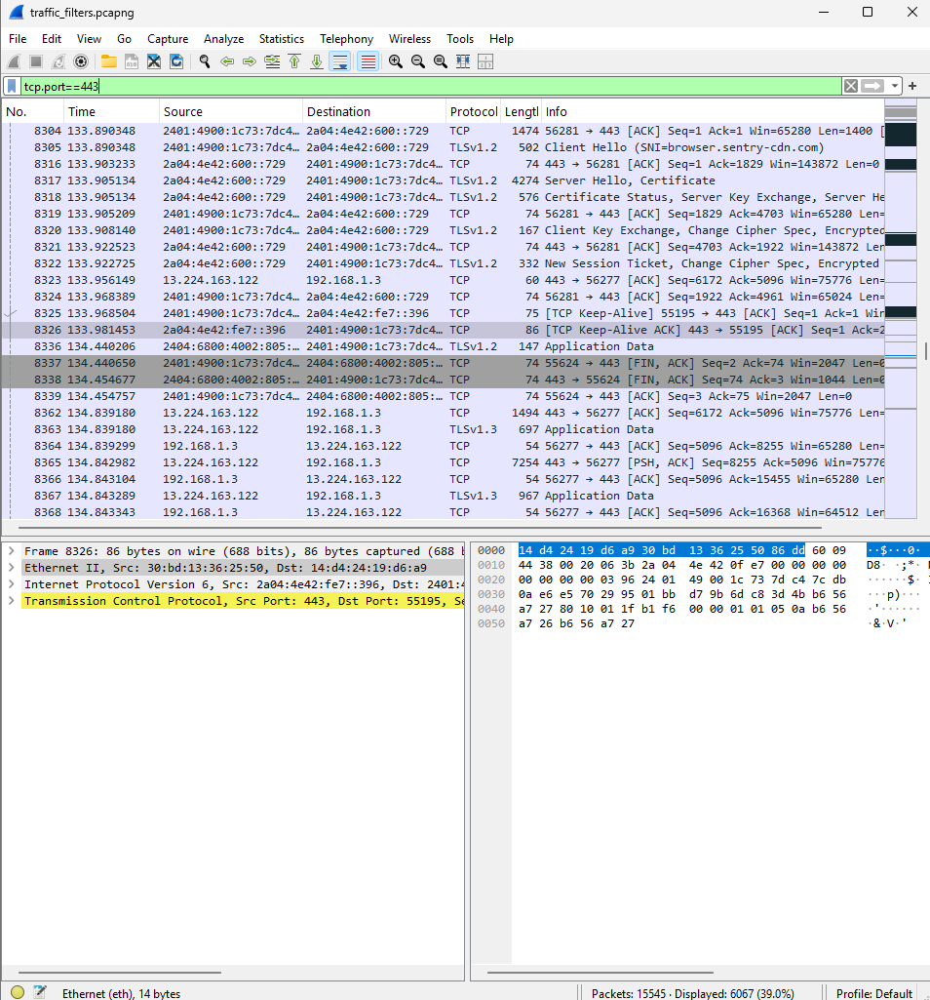 traffic_filters.pcapng
File Edit View Go Capture Analyze Statistics Telephony Wireless Tools Help
tcp.port==443
No. Time Source Destination Protocol Lengtl Info
8304 133.890348 2401:4900:1c73:7dc4… 2a04:4e42:600::729 TCP 1474 56281 → 443 [ACK] Seq=1 Ack=1 Win=65280 Len=1400 [
8305 133.890348 2401:4900:1c73:7dc4… 2a04:4e42:600::729 TLSv1.2 502 Client Hello (SNI=browser.sentry-cdn.com)
8316 133.903233 2a04:4e42:600::729 2401:4900:1c73:7dc4… TCP 74 443 → 56281 [ACK] Seq=1 Ack=1829 Win=143872 Len=0
8317 133.905134 2a04:4e42:600::729 2401:4900:1c73:7dc4… TLSv1.2 4274 Server Hello, Certificate
8318 133.905134 2a04:4e42:600::729 2401:4900:1c73:7dc4… TLSv1.2 576 Certificate Status, Server Key Exchange, Server He
8319 133.905209 2401:4900:1c73:7dc4… 2a04:4e42:600::729 TCP 74 56281 → 443 [ACK] Seq=1829 Ack=4703 Win=65280 Len=
8320 133.908140 2401:4900:1c73:7dc4… 2a04:4e42:600::729 TLSv1.2 167 Client Key Exchange, Change Cipher Spec, Encrypted
8321 133.922523 2a04:4e42:600::729 2401:4900:1c73:7dc4… TCP 74 443 → 56281 [ACK] Seq=4703 Ack=1922 Win=143872 Len=
8322 133.922725 2a04:4e42:600::729 2401:4900:1c73:7dc4… TLSv1.2 332 New Session Ticket, Change Cipher Spec, Encrypted
8323 133.956149 13.224.163.122 192.168.1.3 TCP 60 443 → 56277 [ACK] Seq=6172 Ack=5096 Win=75776 Len=
8324 133.968389 2401:4900:1c73:7dc4… 2a04:4e42:600::729 TCP 74 56281 → 443 [ACK] Seq=1922 Ack=4961 Win=65024 Len=
8325 133.968504 2401:4900:1c73:7dc4… 2a04:4e42:fe7::396 TCP 75 [TCP Keep-Alive] 55195 → 443 [ACK] Seq=1 Ack=1 Win
8326 133.981453 2a04:4e42:fe7::396 2401:4900:1c73:7dc4… TCP 86 [TCP Keep-Alive ACK] 443 → 55195 [ACK] Seq=1 Ack=2
8336 134.440206 2404:6800:4002:805:… 2401:4900:1c73:7dc4… TLSv1.2 147 Application Data
8337 134.440650 2401:4900:1c73:7dc4… 2404:6800:4002:805:… TCP 74 55624 → 443 [FIN, ACK] Seq=2 Ack=74 Win=2047 Len=0
8338 134.454677 2404:6800:4002:805:… 2401:4900:1c73:7dc4… TCP 74 443 → 55624 [FIN, ACK] Seq=74 Ack=3 Win=1044 Len=0
8339 134.454757 2401:4900:1c73:7dc4… 2404:6800:4002:805:… TCP 74 55624 → 443 [ACK] Seq=3 Ack=75 Win=2047 Len=0
8362 134.839180 13.224.163.122 192.168.1.3 TCP 1494 443 → 56277 [ACK] Seq=6172 Ack=5096 Win=75776 Len=
8363 134.839180 13.224.163.122 192.168.1.3 TLSv1.3 697 Application Data
8364 134.839299 192.168.1.3 13.224.163.122 TCP 54 56277 → 443 [ACK] Seq=5096 Ack=8255 Win=65280 Len=
8365 134.842982 13.224.163.122 192.168.1.3 TCP 7254 443 → 56277 [PSH, ACK] Seq=8255 Ack=5096 Win=75776
8366 134.843104 192.168.1.3 13.224.163.122 TCP 54 56277 → 443 [ACK] Seq=5096 Ack=15455 Win=65280 Len
8367 134.843289 13.224.163.122 192.168.1.3 TLSv1.3 967 Application Data
8368 134.843343 192.168.1.3 13.224.163.122 TCP 54 56277 → 443 [ACK] Seq=5096 Ack=16368 Win=64512 Len
Frame 8326: 86 bytes on wire (688 bits), 86 bytes captured (688 b
Ethernet II, Src: 30:bd:13:36:25:50, Dst: 14:d4:24:19:d6:a9
Internet Protocol Version 6, Src: 2a04:4e42:fe7::396, Dst: 2401:4
Transmission Control Protocol, Src Port: 443, Dst Port: 55195, Se
0000 14 d4 24 19 d6 a9 30 bd 13 36 25 50 86 dd 60 09 ··$···0·
0010 44 38 00 20 06 3b 2a 04 4e 42 0f e7 00 00 00 00 D8· ·;*·
0020 00 00 00 00 03 96 24 01 49 00 1c 73 7d c4 7c db ······$·
0030 0a e6 e5 70 29 95 01 bb d7 9b 6d c8 3d 4b b6 56 ···p)···
0040 a7 27 80 10 01 1f b1 f6 00 00 01 01 05 0a b6 56 ·'······
0050 a7 26 b6 56 a7 27 ·&·V·'
Ethernet (eth), 14 bytes Packets: 15545 · Displayed: 6067 (39.0%) Profile: Default